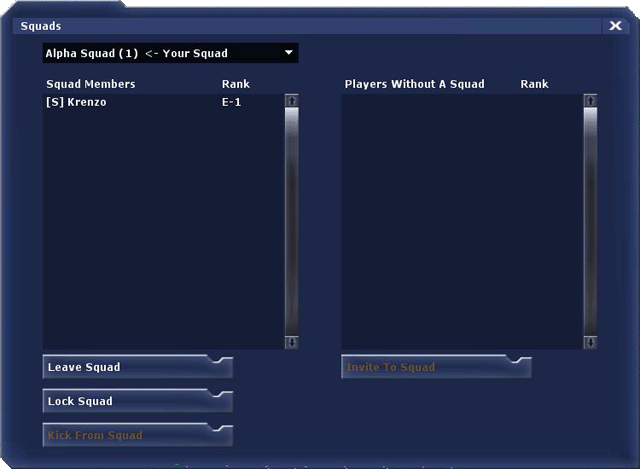 Squads
Alpha Squad (1) <- Your Squad
Squad Members Rank
[S] Krenzo E-1
Players Without A Squad Rank
Leave Squad
Lock Squad
Kick From Squad
Invite To Squad